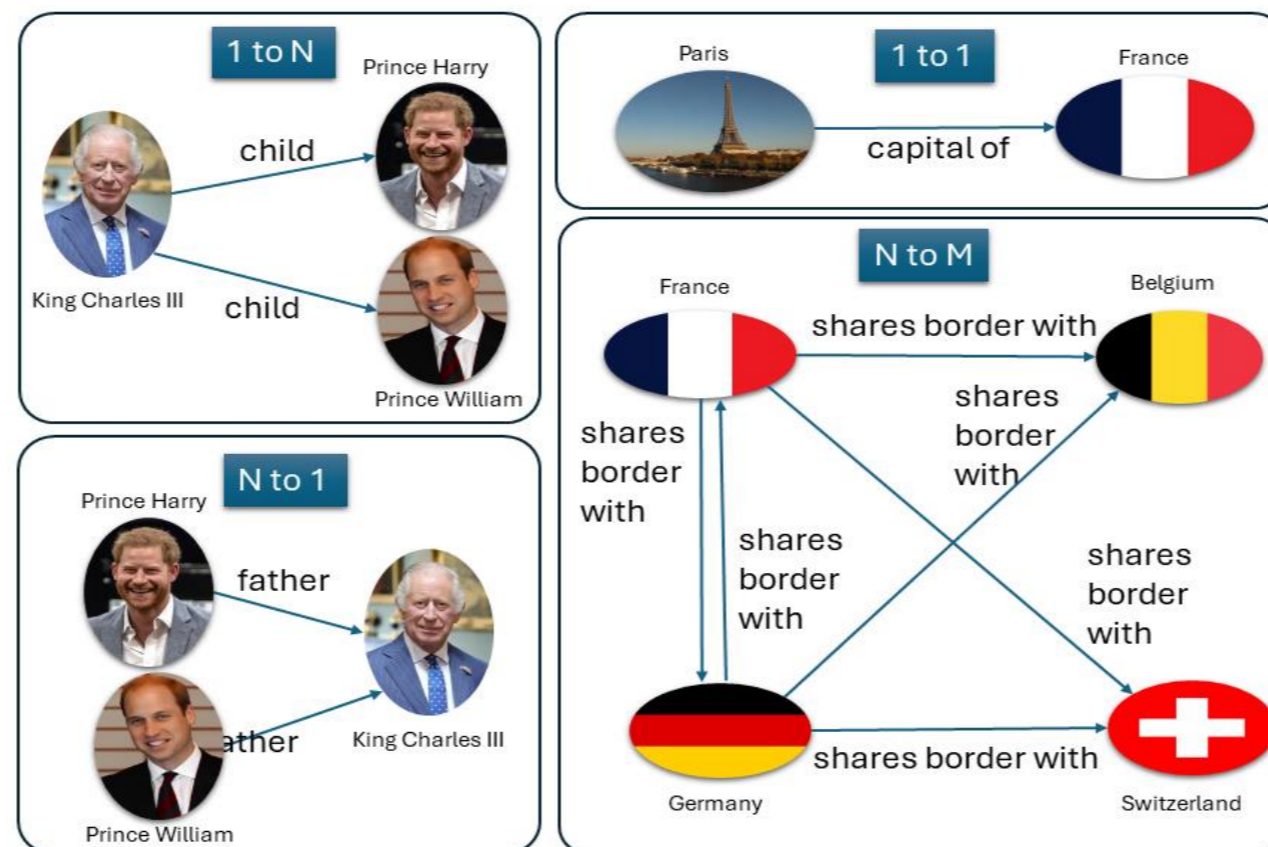 1 to N
Prince Harry
child
King Charles III
child
Prince William
1 to 1
Paris
France
capital of
N to 1
Prince Harry
father
ather
King Charles III
Prince William
N to M
France
Belgium
shares border with
shares
border
with
shares
border
with
shares
border
with
shares
border
with
shares border with
Germany
Switzerland